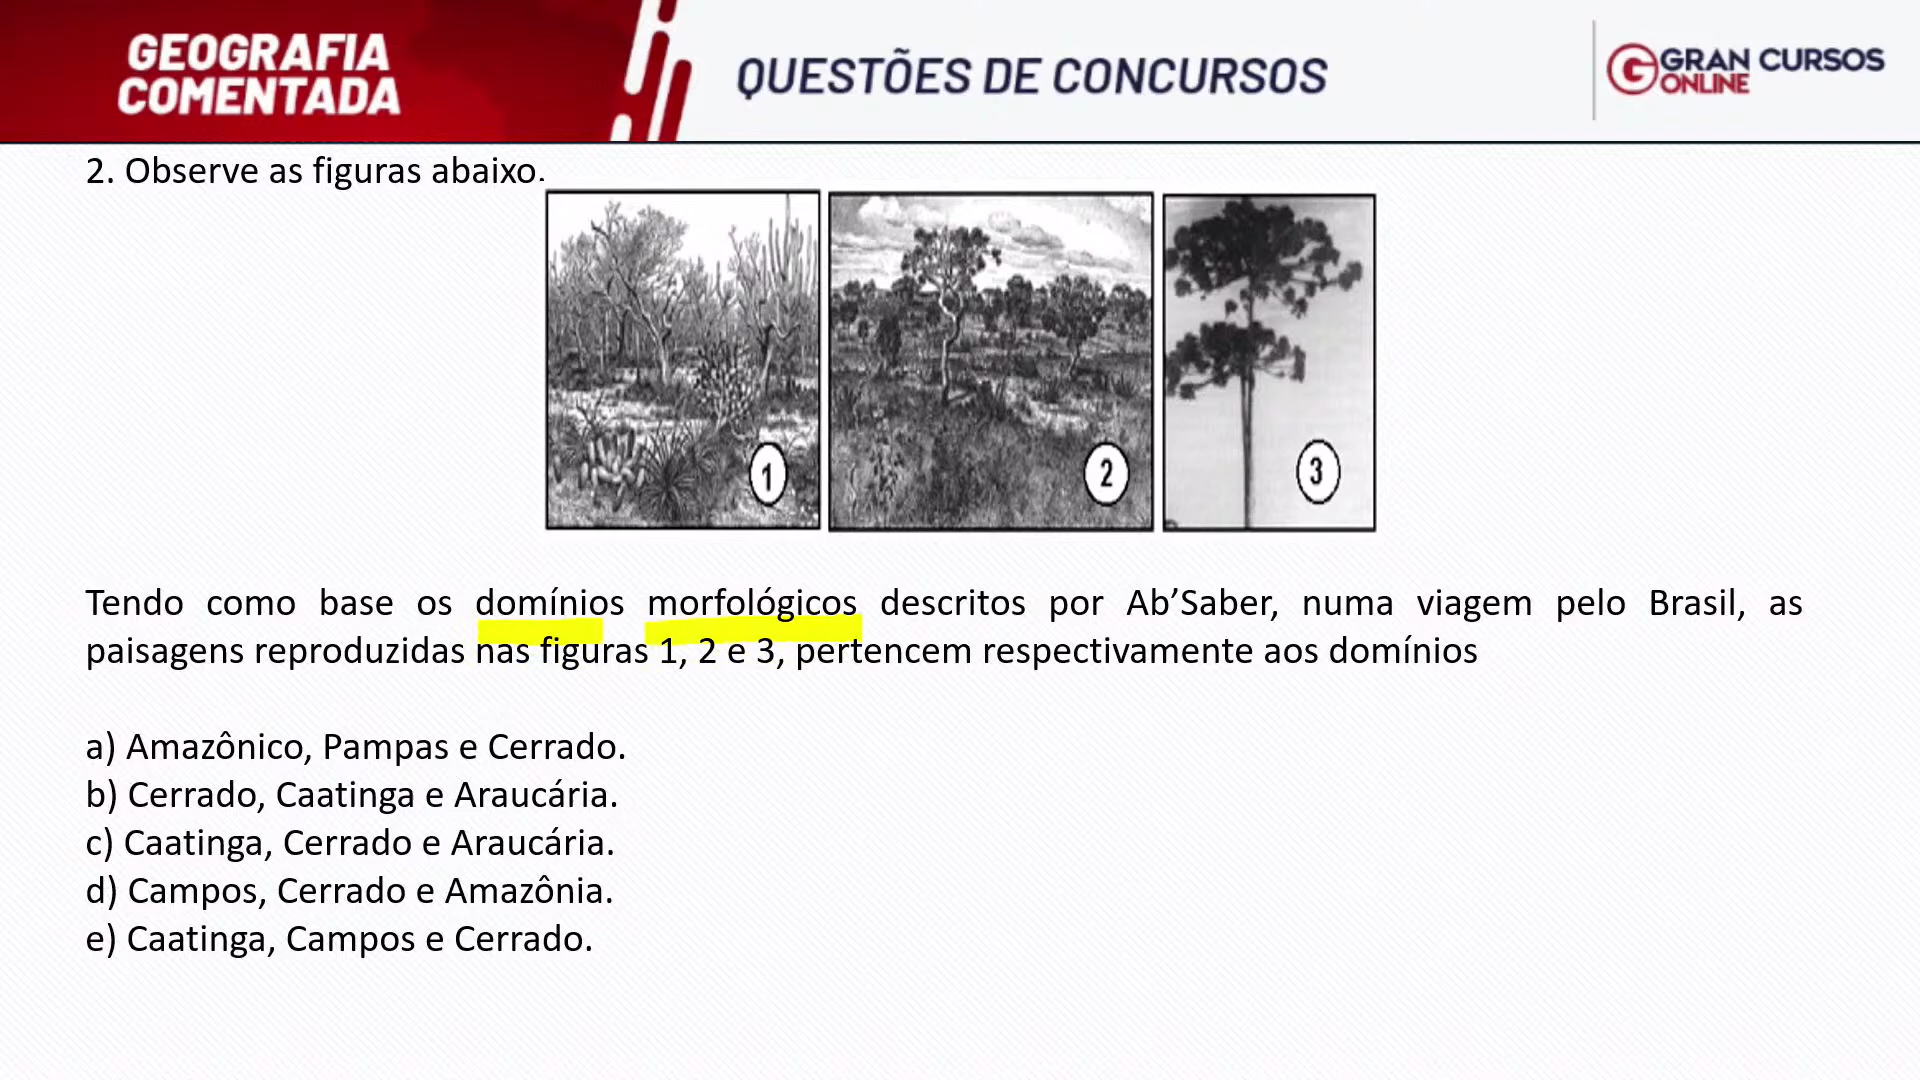 GEOGRAFIA
COMENTADA
QUESTÕES DE CONCURSOS
GRAN CURSOS
ONLINE
2. Observe as figuras abaixo.
1
2
3
Tendo como base os domínios morfológicos descritos por Ab’Saber, numa viagem pelo Brasil, as
paisagens reproduzidas nas figuras 1, 2 e 3, pertencem respectivamente aos domínios
a) Amazônico, Pampas e Cerrado.
b) Cerrado, Caatinga e Araucária.
c) Caatinga, Cerrado e Araucária.
d) Campos, Cerrado e Amazônia.
e) Caatinga, Campos e Cerrado.